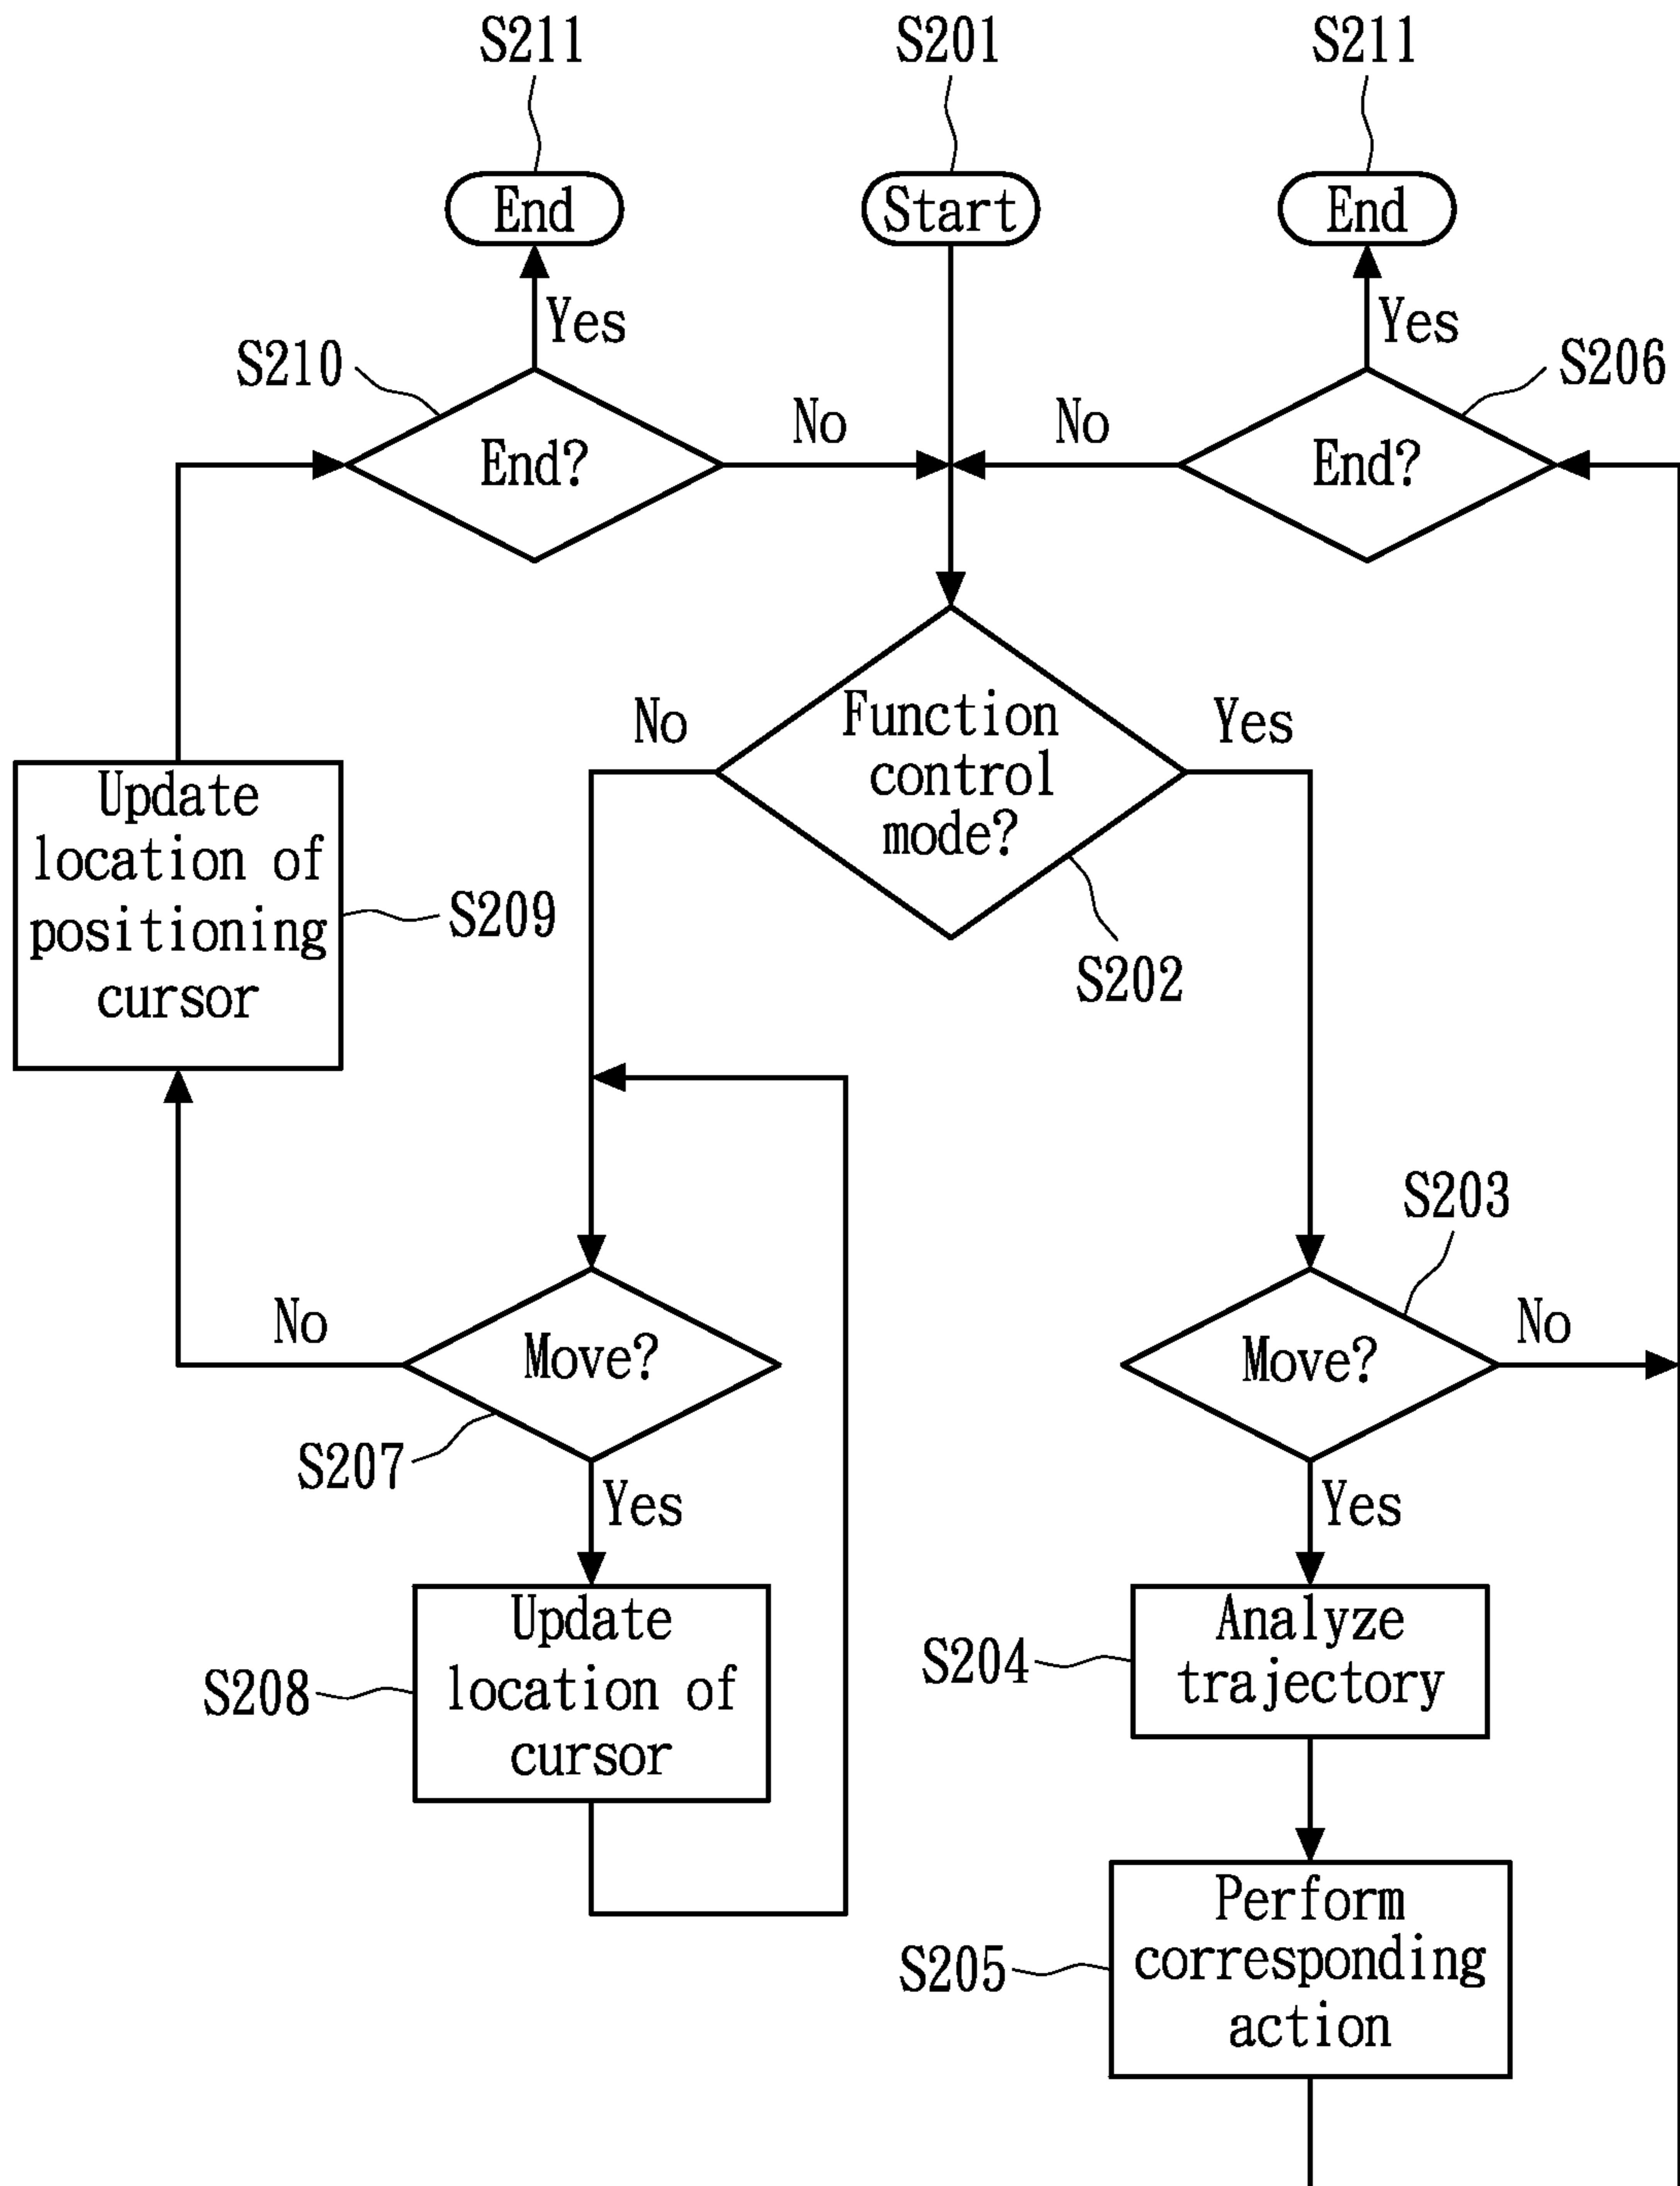 S211
S201
S211
End
Start
End
Yes
Yes
S210
S206
No
No
End?
End?
No
Function
control
mode?
Yes
Update
location of
positioning
cursor
S209
S202
S203
No
Move?
Move?
No
S207
Yes
Yes
Update
location of
cursor
S208
Analyze
trajectory
S204
Perform
corresponding
action
S205